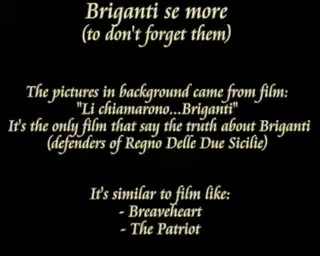 Briganti se more
(to don't forget them)
The pictures in background came from film:
"Li chiamarono...Briganti"
It's the only film that say the truth about Briganti
(defenders of Regno Delle Due Sicilie)
It's similar to film like:
- Breaveheart
- The Patriot